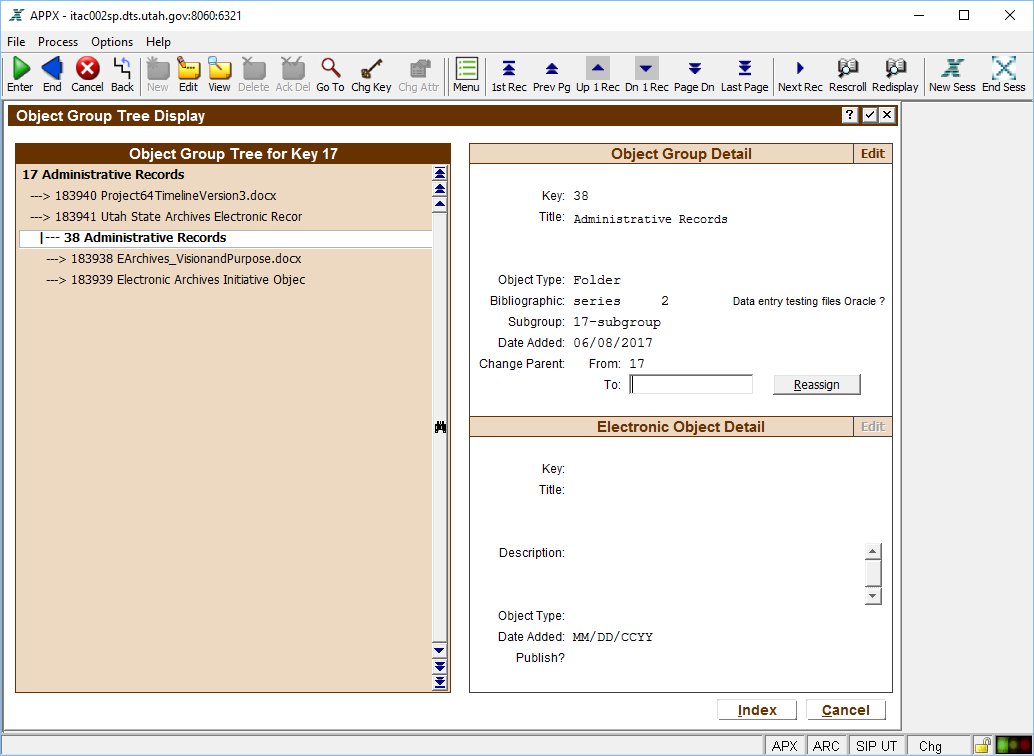 APPX - itac002sp.dts.utah.gov:8060:6321
File Process Options Help
Enter End Cancel Back New Edit View Delete Ack Del Go To Chg Key Chg Attr Menu 1st Rec Prev Pg Up 1 Rec Dn 1 Rec Page Dn Last Page Next Rec Rescroll Redisplay New Sess End Sess
Object Group Tree Display
?
Object Group Tree for Key 17
17 Administrative Records
---> 183940 Project64TimelineVersion3.docx
---> 183941 Utah State Archives Electronic Recor
|--- 38 Administrative Records
---> 183938 EArchives_VisionandPurpose.docx
---> 183939 Electronic Archives Initiative Objec
Object Group Detail Edit
Key: 38
Title: Administrative Records
Object Type: Folder
Bibliographic: series 2 Data entry testing files Oracle ?
Subgroup: 17-subgroup
Date Added: 06/08/2017
Change Parent: From: 17
To: Reassign
Electronic Object Detail Edit
Key:
Title:
Description:
Object Type:
Date Added: MM/DD/CCYY
Publish?
Index Cancel
APX ARC SIP UT Chg